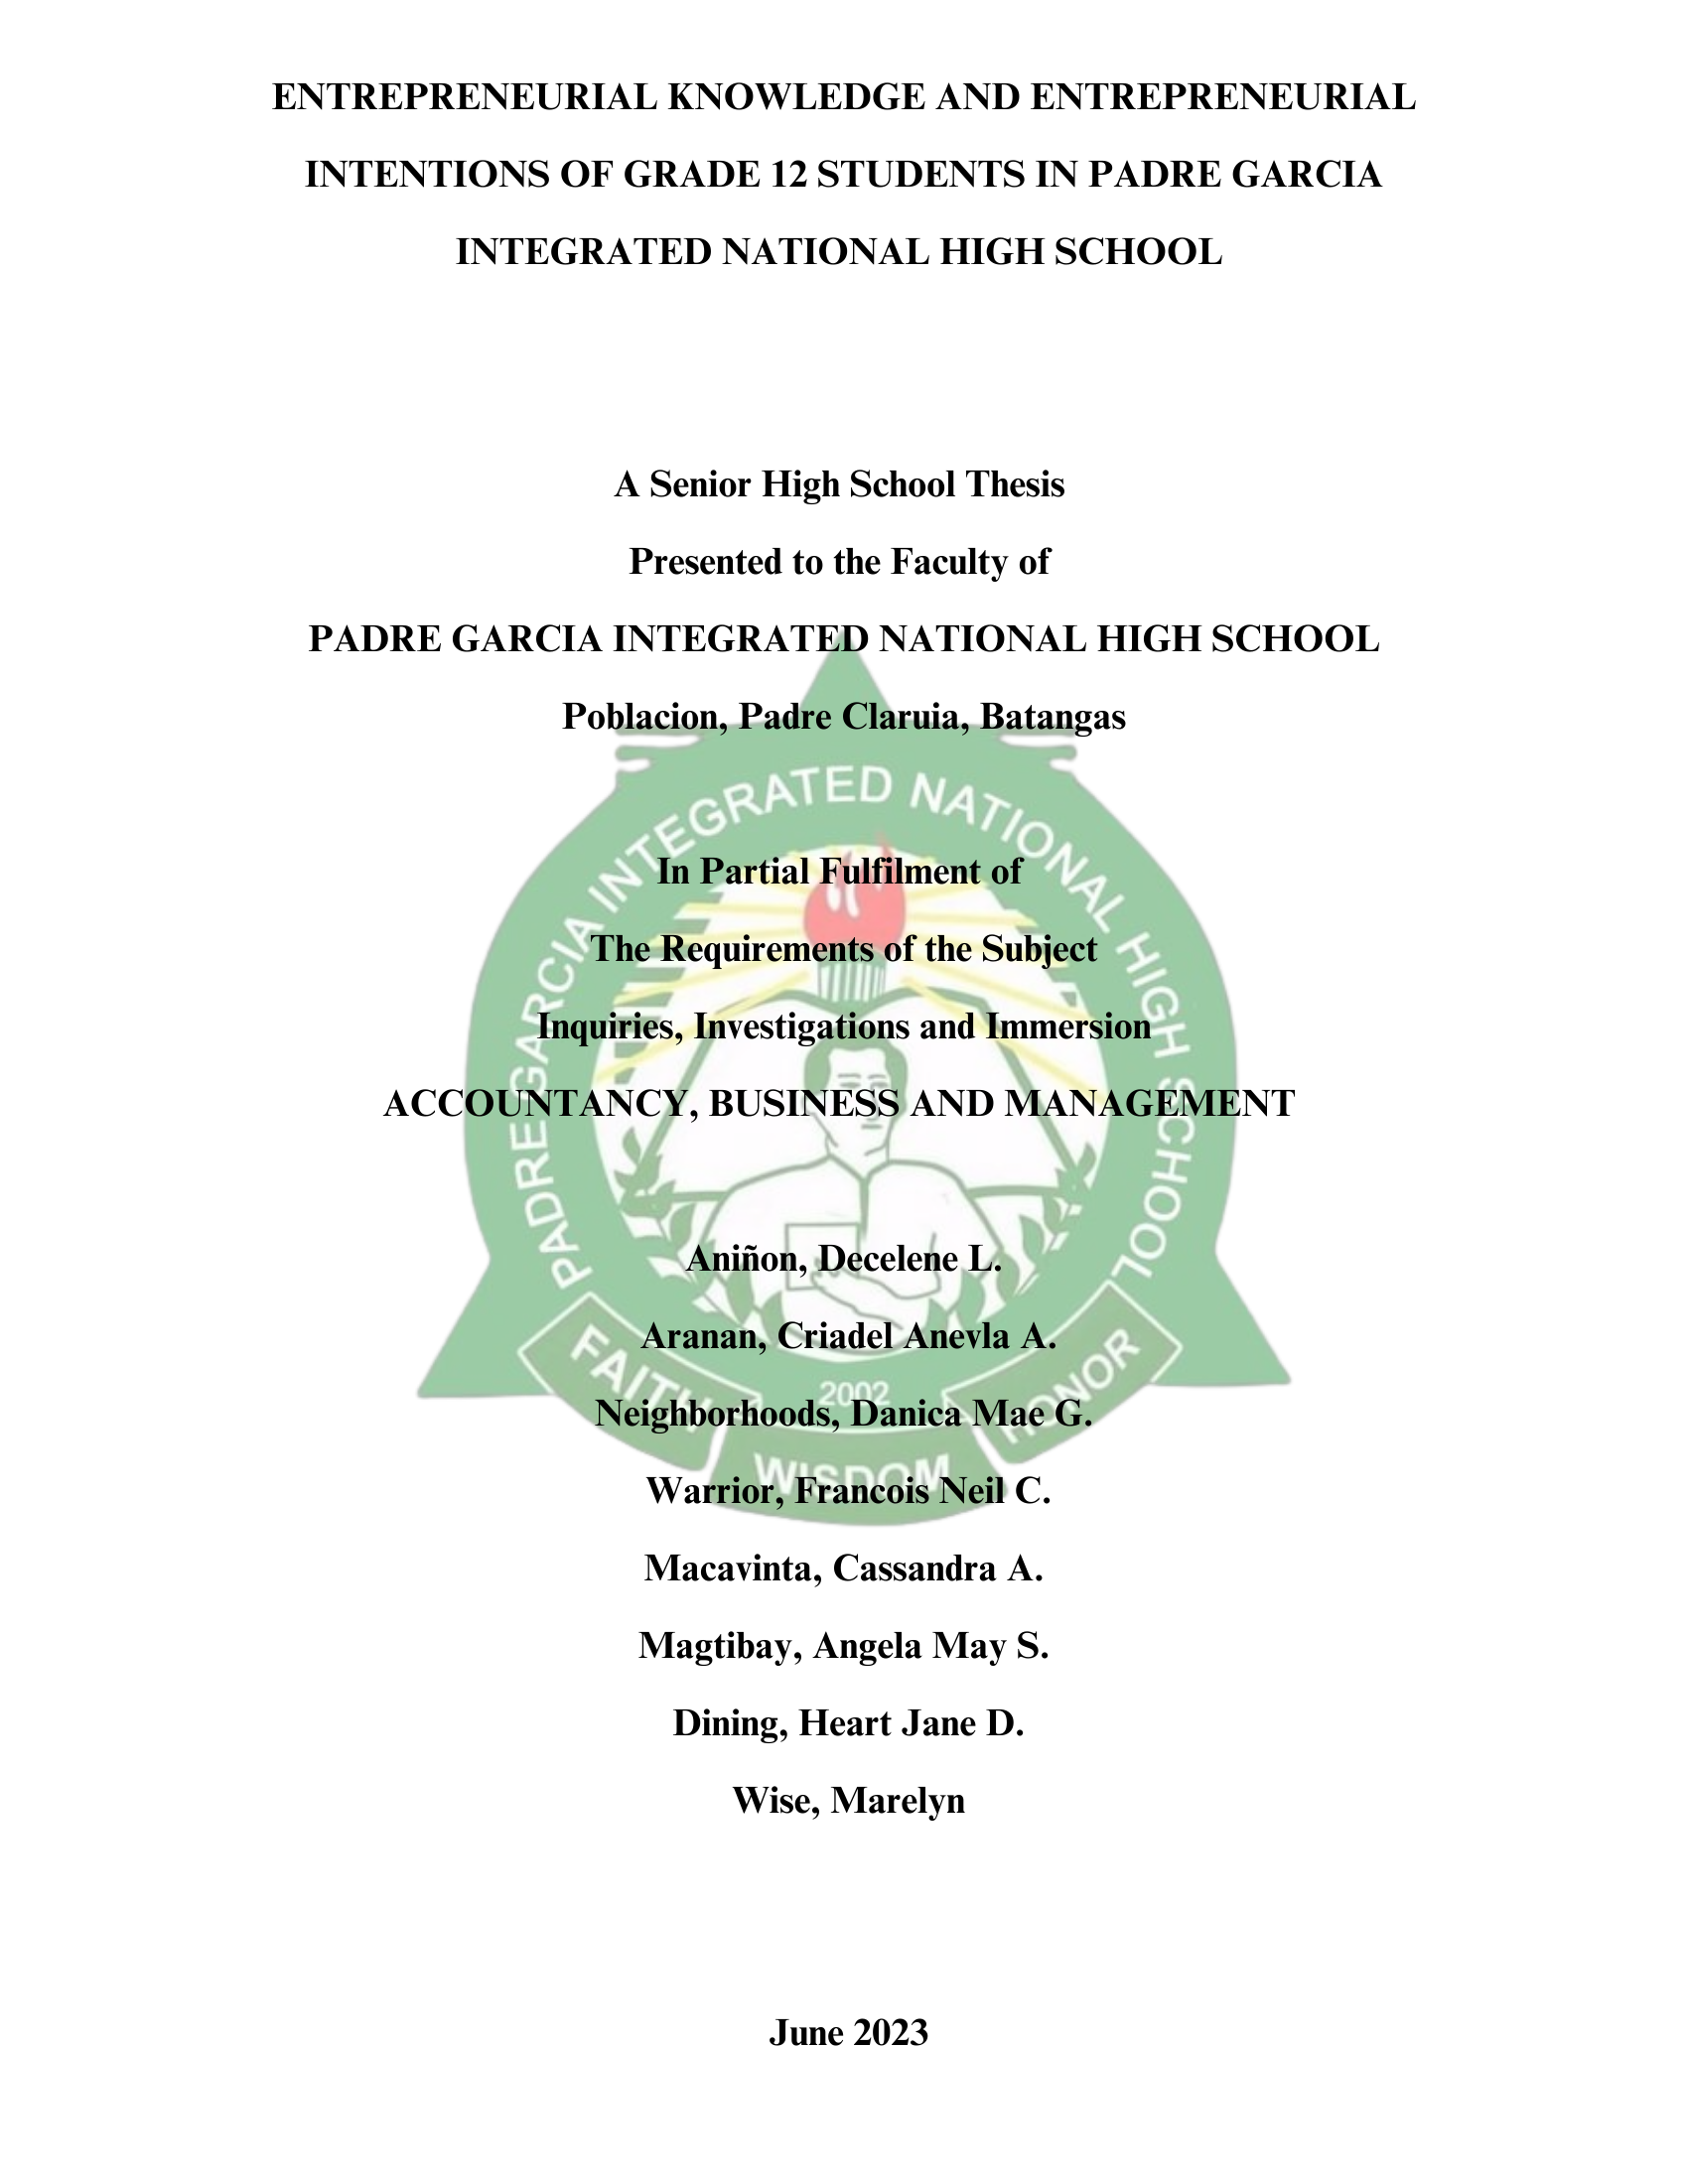 ENTREPRENEURIAL KNOWLEDGE AND ENTREPRENEURIAL
INTENTIONS OF GRADE 12 STUDENTS IN PADRE GARCIA
INTEGRATED NATIONAL HIGH SCHOOL
A Senior High School Thesis
Presented to the Faculty of
PADRE GARCIA INTEGRATED NATIONAL HIGH SCHOOL
Poblacion, Padre Claruia, Batangas
PADRE GARCIA INTEGRATED NATIONAL HIGH SCHOOL
In Partial Fulfilment of
The Requirements of the Subject
Inquiries, Investigations and Immersion
ACCOUNTANCY, BUSINESS AND MANAGEMENT
Aniñon, Decelene L.
Aranan, Criadel Anevla A.
FAITH
2002
HONOR
Neighborhoods, Danica Mae G.
WISDOM
Warrior, Francois Neil C.
Macavinta, Cassandra A.
Magtibay, Angela May S.
Dining, Heart Jane D.
Wise, Marelyn
June 2023